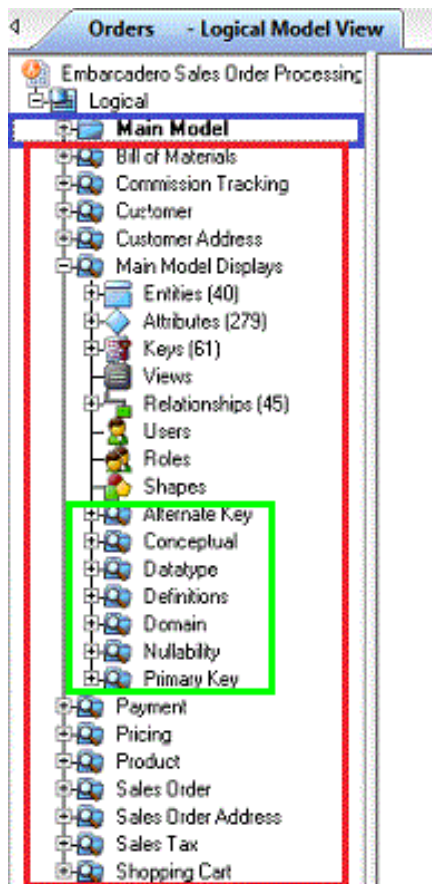 Orders - Logical Model View
Embarcadero Sales Order Processing
Logical
Main Model
Bill of Materials
Commission Tracking
Customer
Customer Address
Main Model Displays
Entities (40)
Attributes (279)
Keys (61)
Views
Relationships (45)
Users
Roles
Shapes
Alternate Key
Conceptual
Datatype
Definitions
Domain
Nullability
Primary Key
Payment
Pricing
Product
Sales Order
Sales Order Address
Sales Tax
Shopping Cart